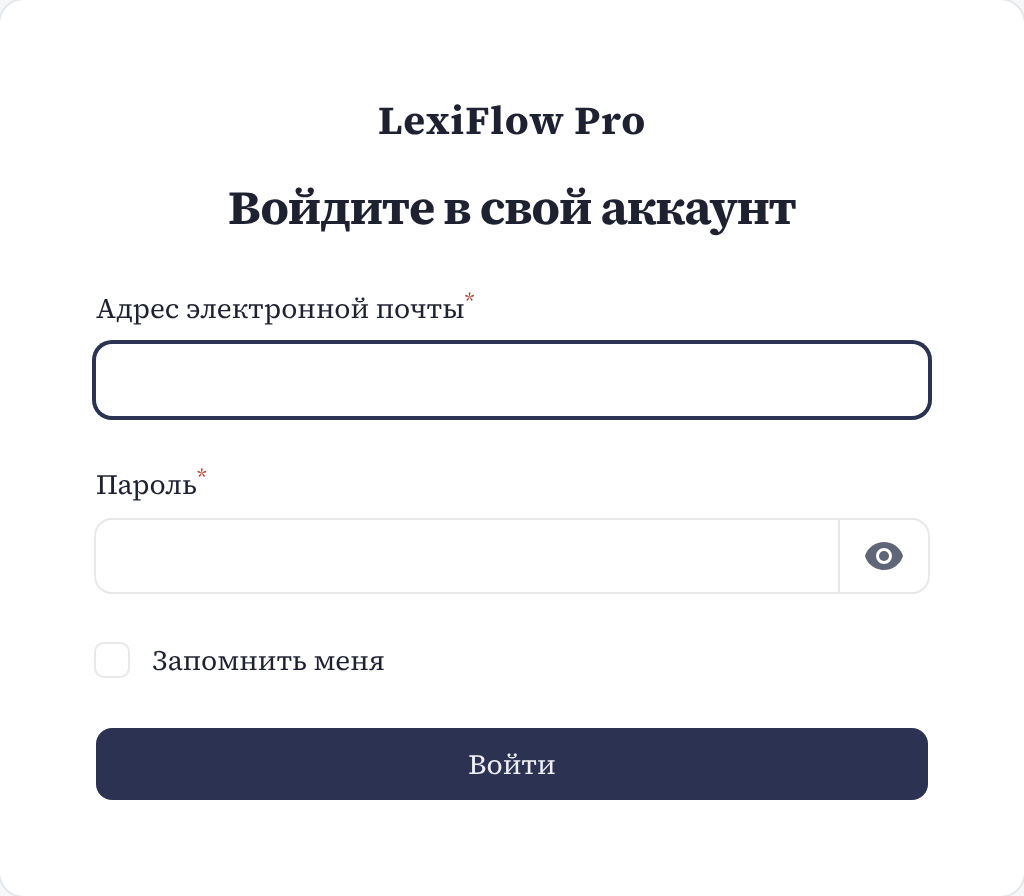 LexiFlow Pro
Войдите в свой аккаунт
Адрес электронной почты*
Пароль*
Запомнить меня
Войти